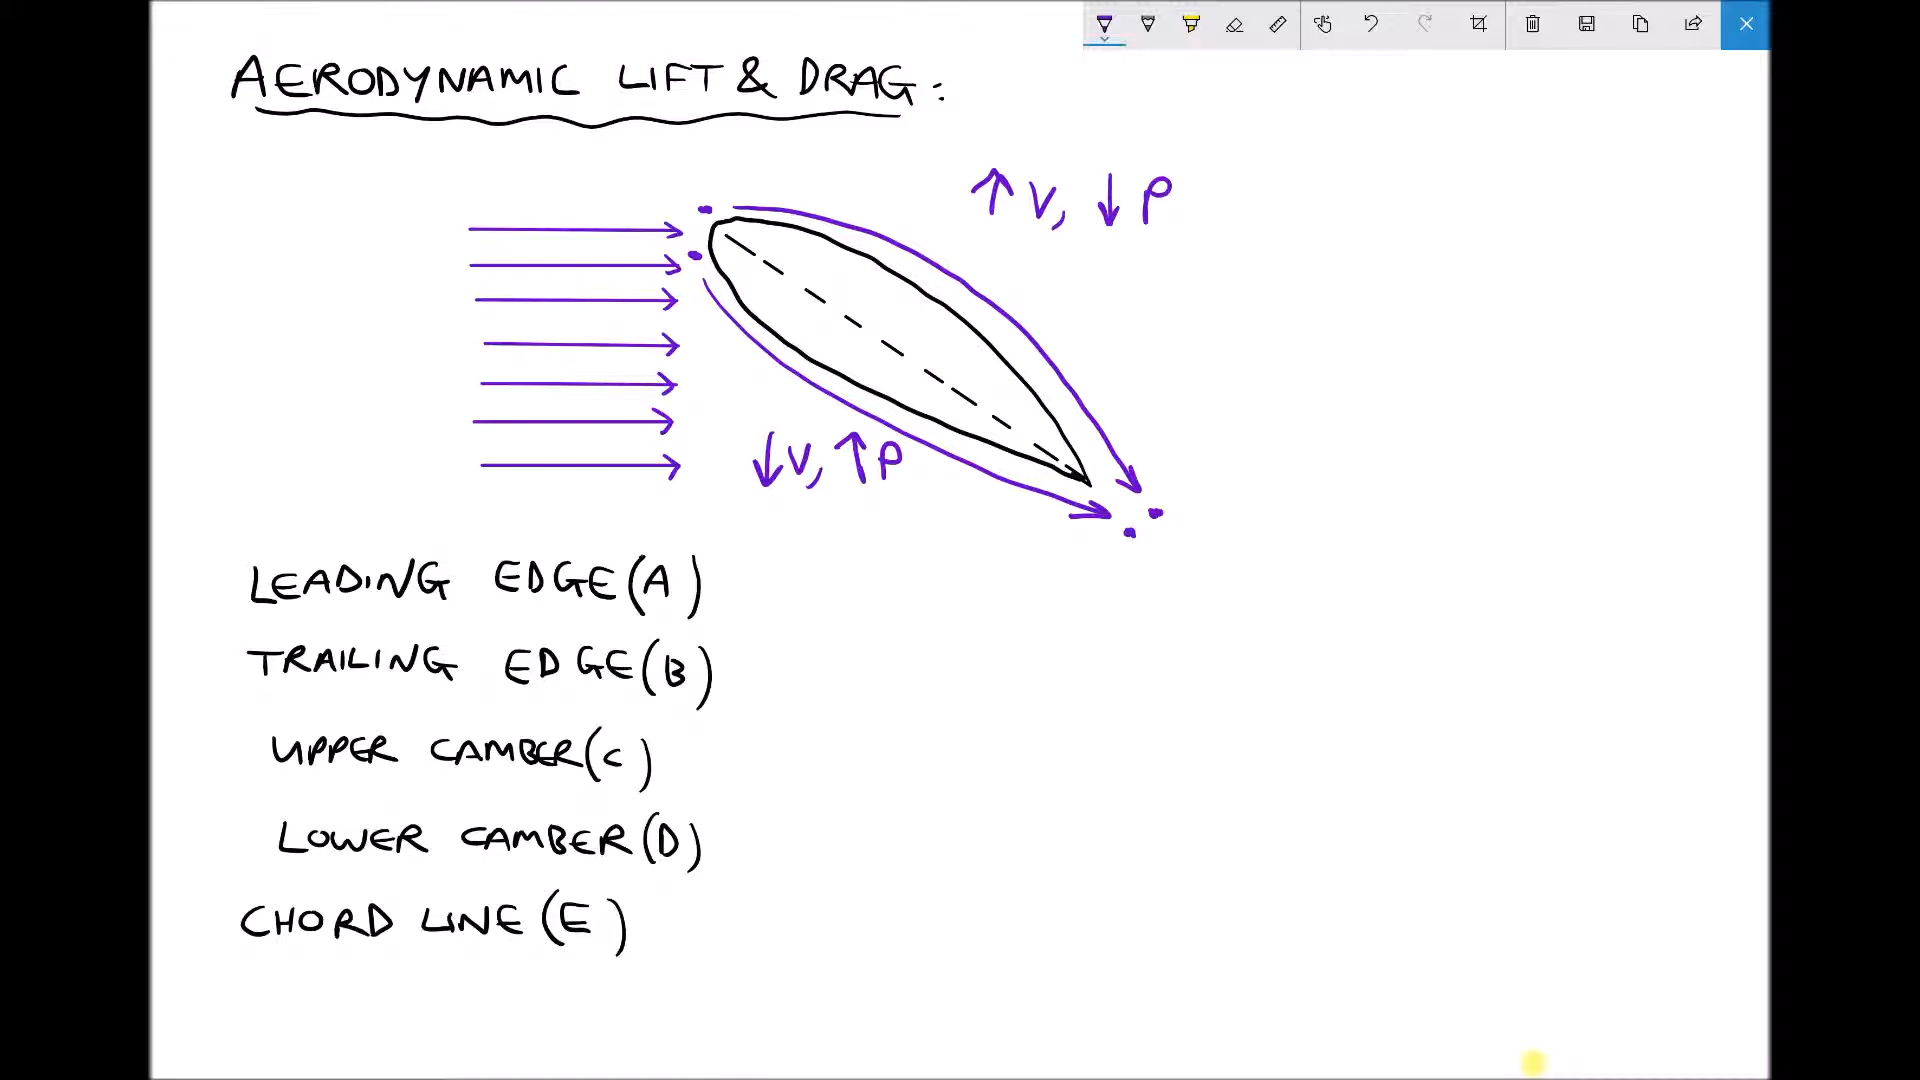 AERODYNAMIC LIFT & DRAG:
↑ V, ↓ P
↓ V, ↑ P
LEADING EDGE (A)
TRAILING EDGE (B)
UPPER CAMBER (C)
LOWER CAMBER (D)
CHORD LINE (E)